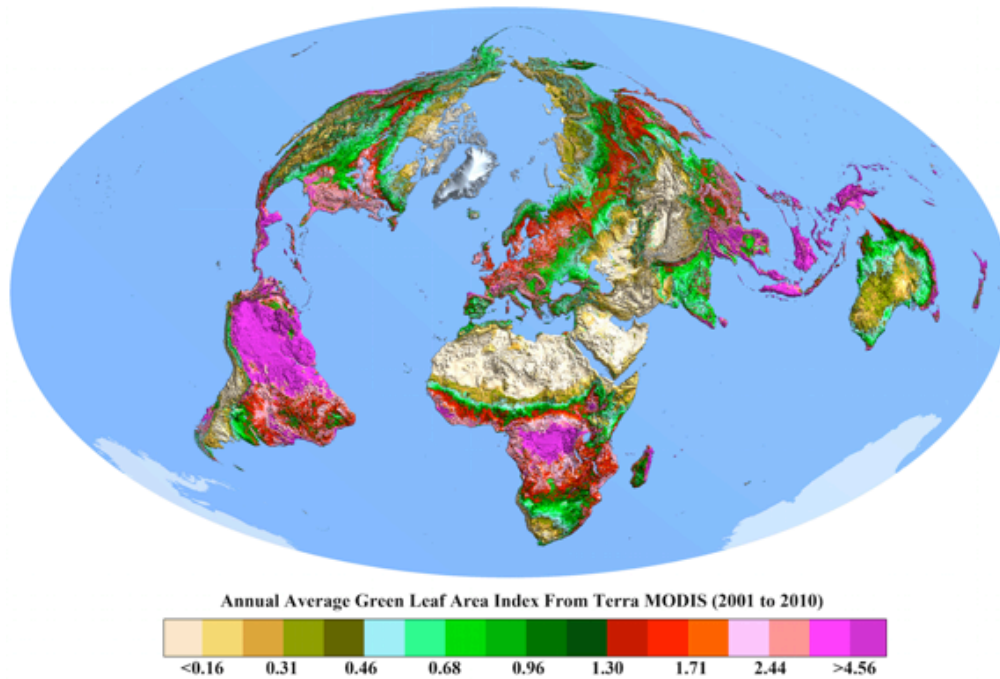 Annual Average Green Leaf Area Index From Terra MODIS (2001 to 2010)
<0.16 0.31 0.46 0.68 0.96 1.30 1.71 2.44 >4.56